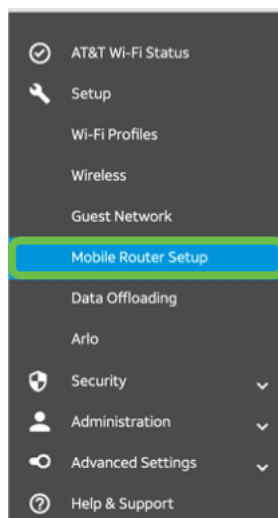 AT&T Wi-Fi Status
Setup
Wi-Fi Profiles
Wireless
Guest Network
Mobile Router Setup
Data Offloading
Arlo
Security
Administration
Advanced Settings
Help & Support